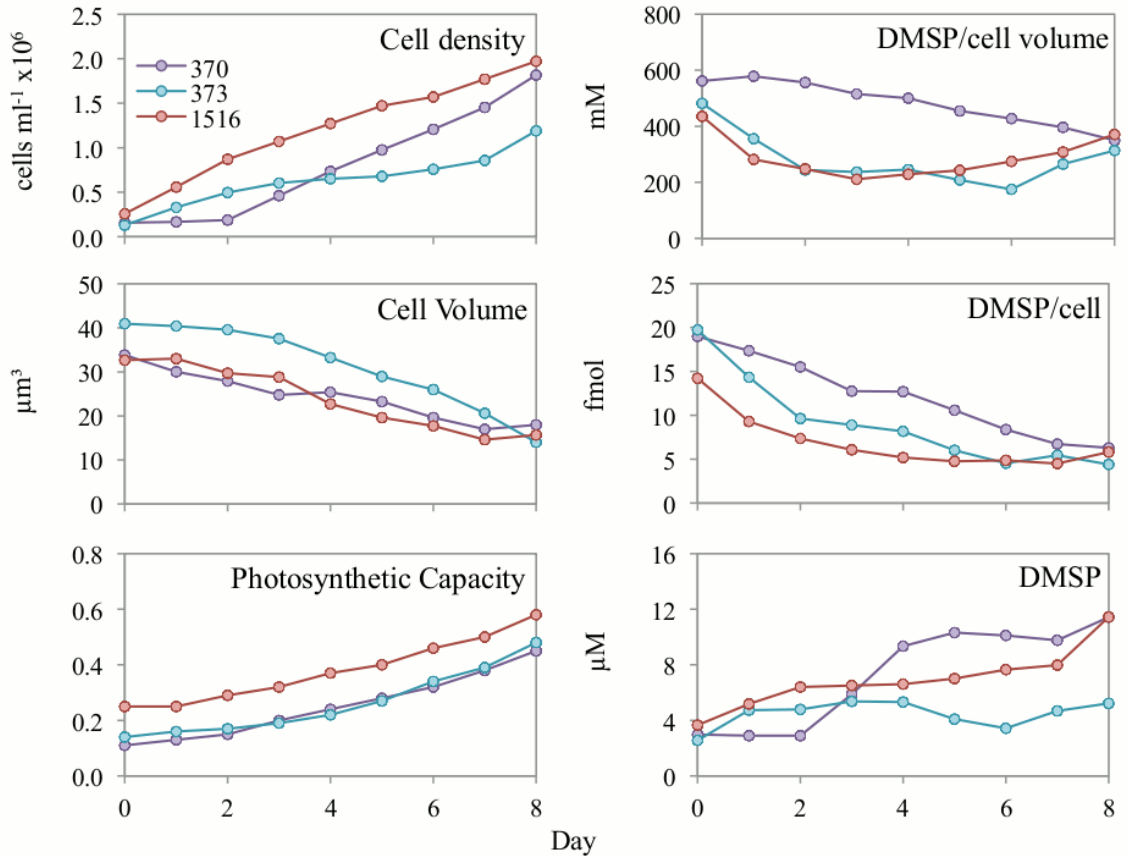 Cell density
cells ml⁻¹ x10⁶
2.5
2.0
1.5
1.0
0.5
0.0
370
373
1516
DMSP/cell volume
mM
800
600
400
200
0
Cell Volume
µm³
50
40
30
20
10
0
DMSP/cell
fmol
25
20
15
10
5
0
Photosynthetic Capacity
0.8
0.6
0.4
0.2
0.0
0 2 4 6 8
DMSP
µM
16
12
8
4
0
0 2 4 6 8
Day